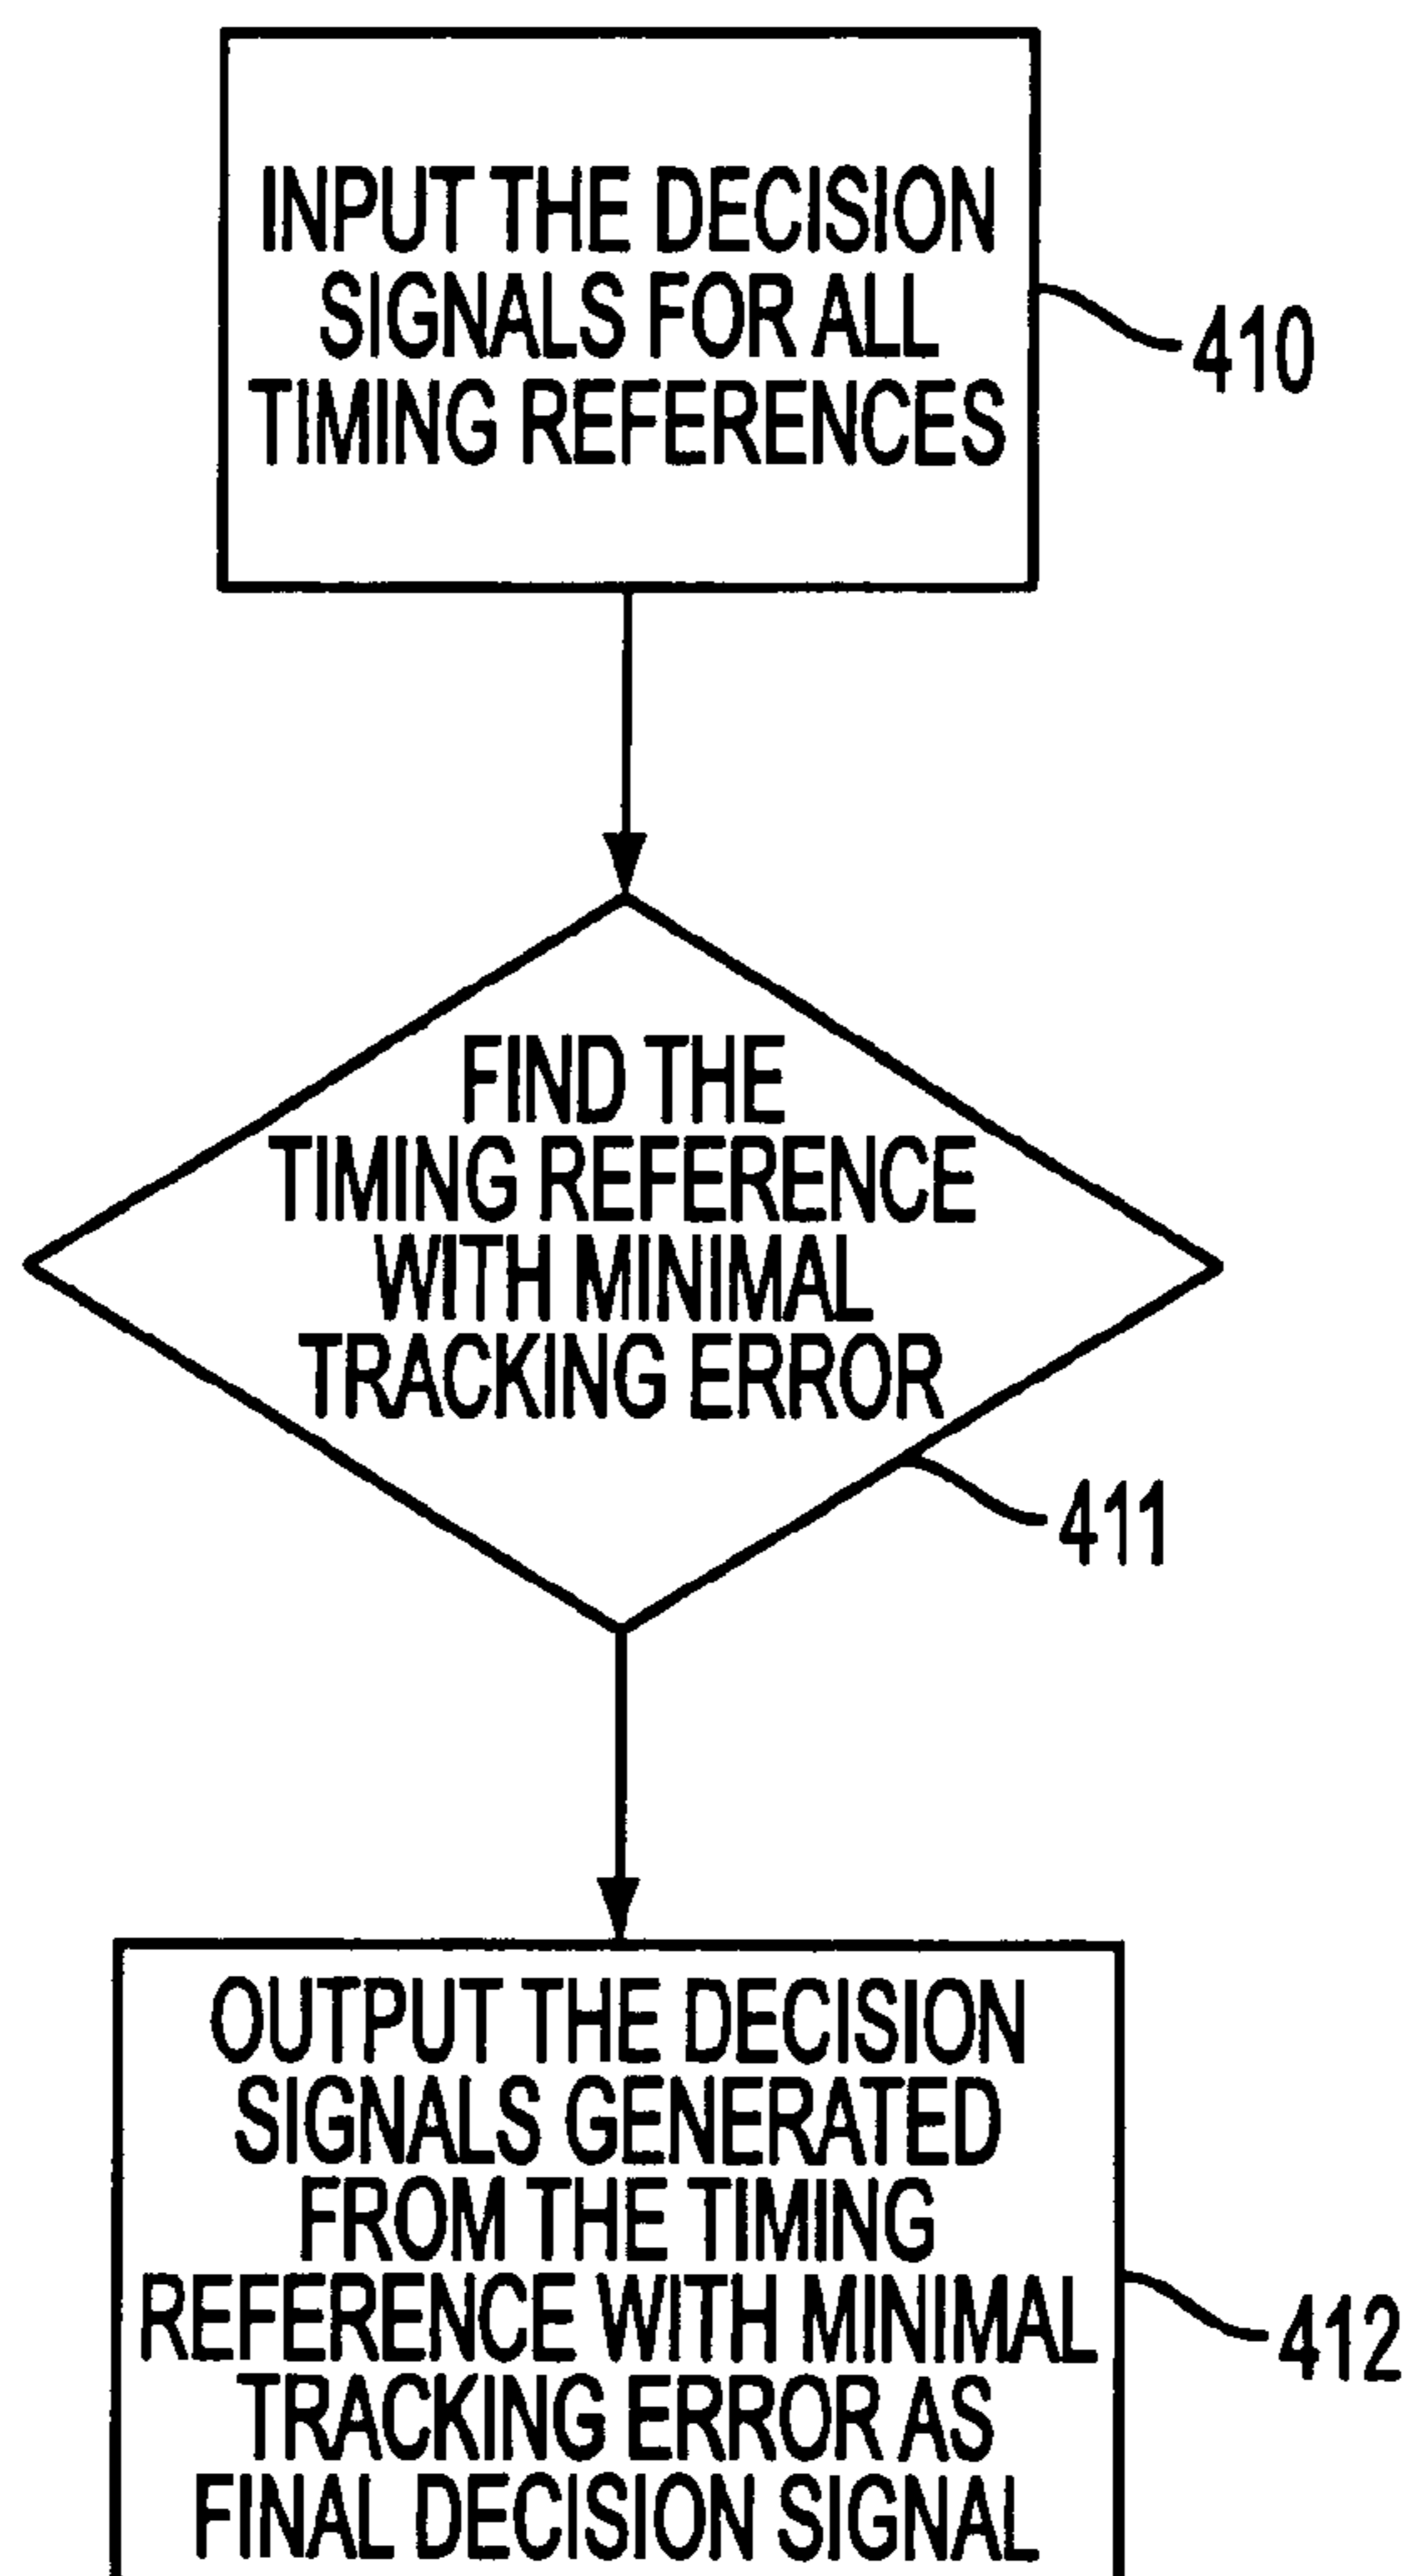 INPUT THE DECISION
SIGNALS FOR ALL
TIMING REFERENCES
410
FIND THE
TIMING REFERENCE
WITH MINIMAL
TRACKING ERROR
411
OUTPUT THE DECISION
SIGNALS GENERATED
FROM THE TIMING
REFERENCE WITH MINIMAL
TRACKING ERROR AS
FINAL DECISION SIGNAL
412